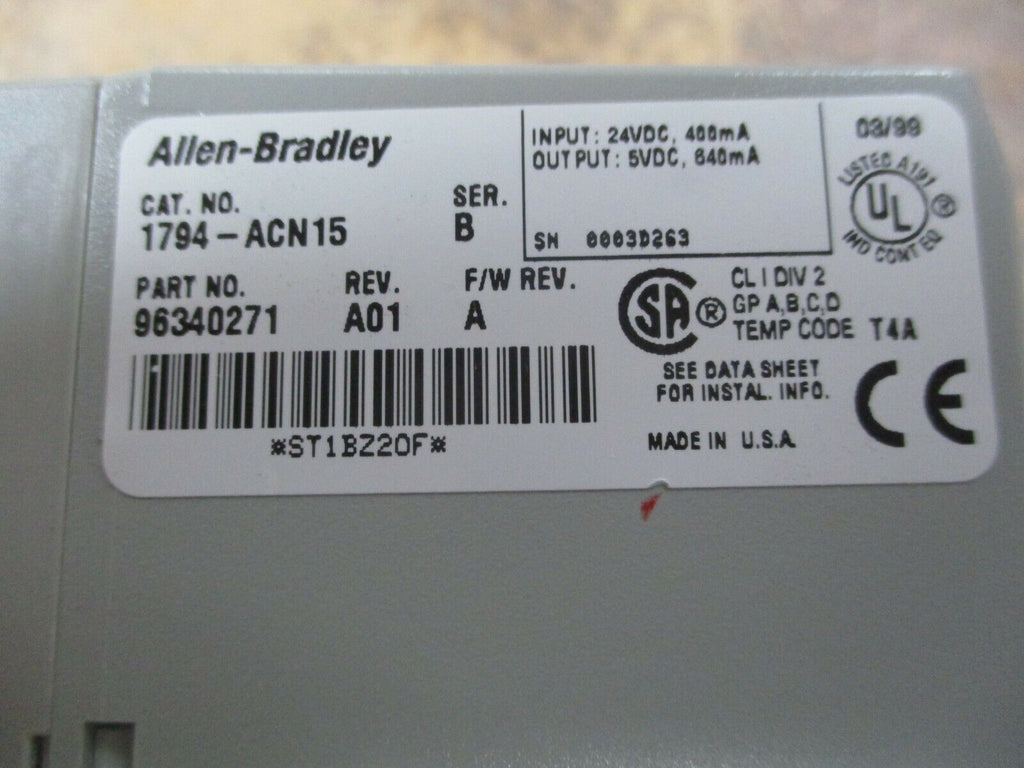 Allen-Bradley
CAT. NO.
1794-ACN15
SER.
B
PART NO.
96340271
REV.
A01
F/W REV.
A
*ST1BZ20F*
INPUT: 24VDC, 400mA
OUTPUT: 5VDC, 640mA
SN 0003D263
03/99
LISTED A197
UL
®
IND CONT EQ
SA ®
CL I DIV 2
GP A,B,C,D
TEMP CODE T4A
SEE DATA SHEET
FOR INSTAL. INFO.
MADE IN U.S.A.
CE